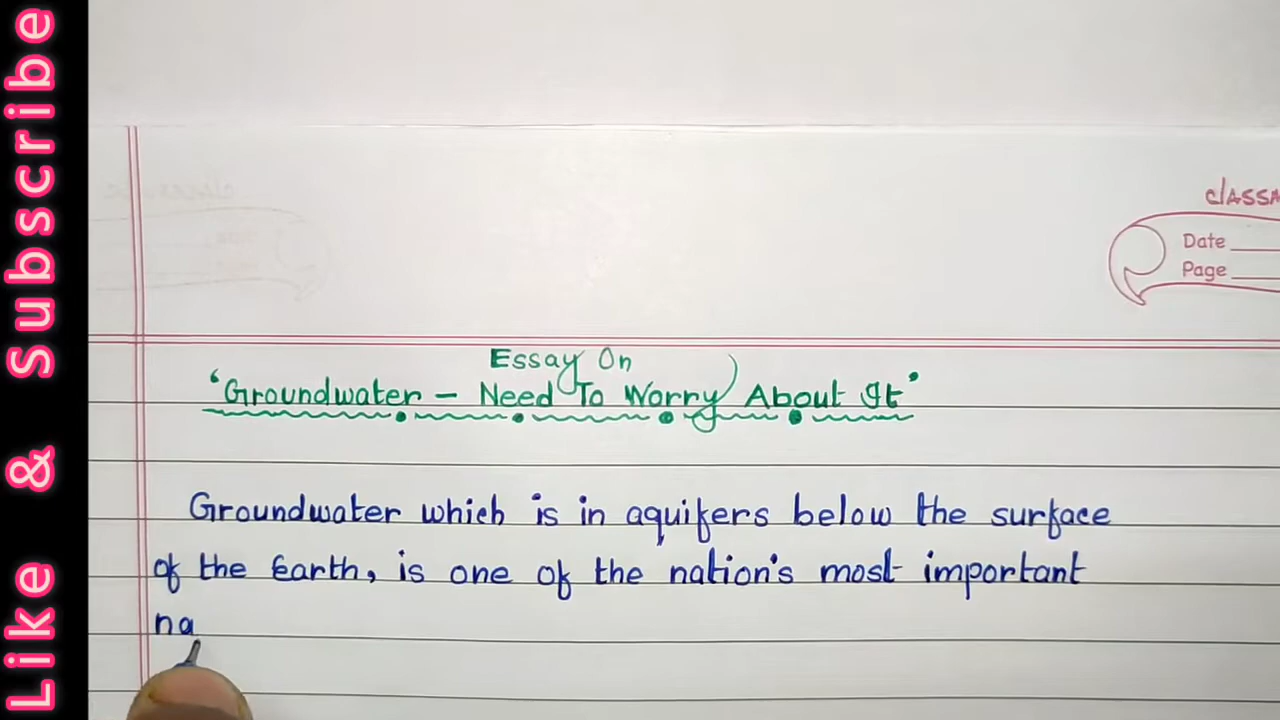 Like & Subscribe
Date
Page
Essay On
'Groundwater - Need To Worry About It'
Groundwater which is in aquifers below the surface
of the Earth, is one of the nation's most important
na